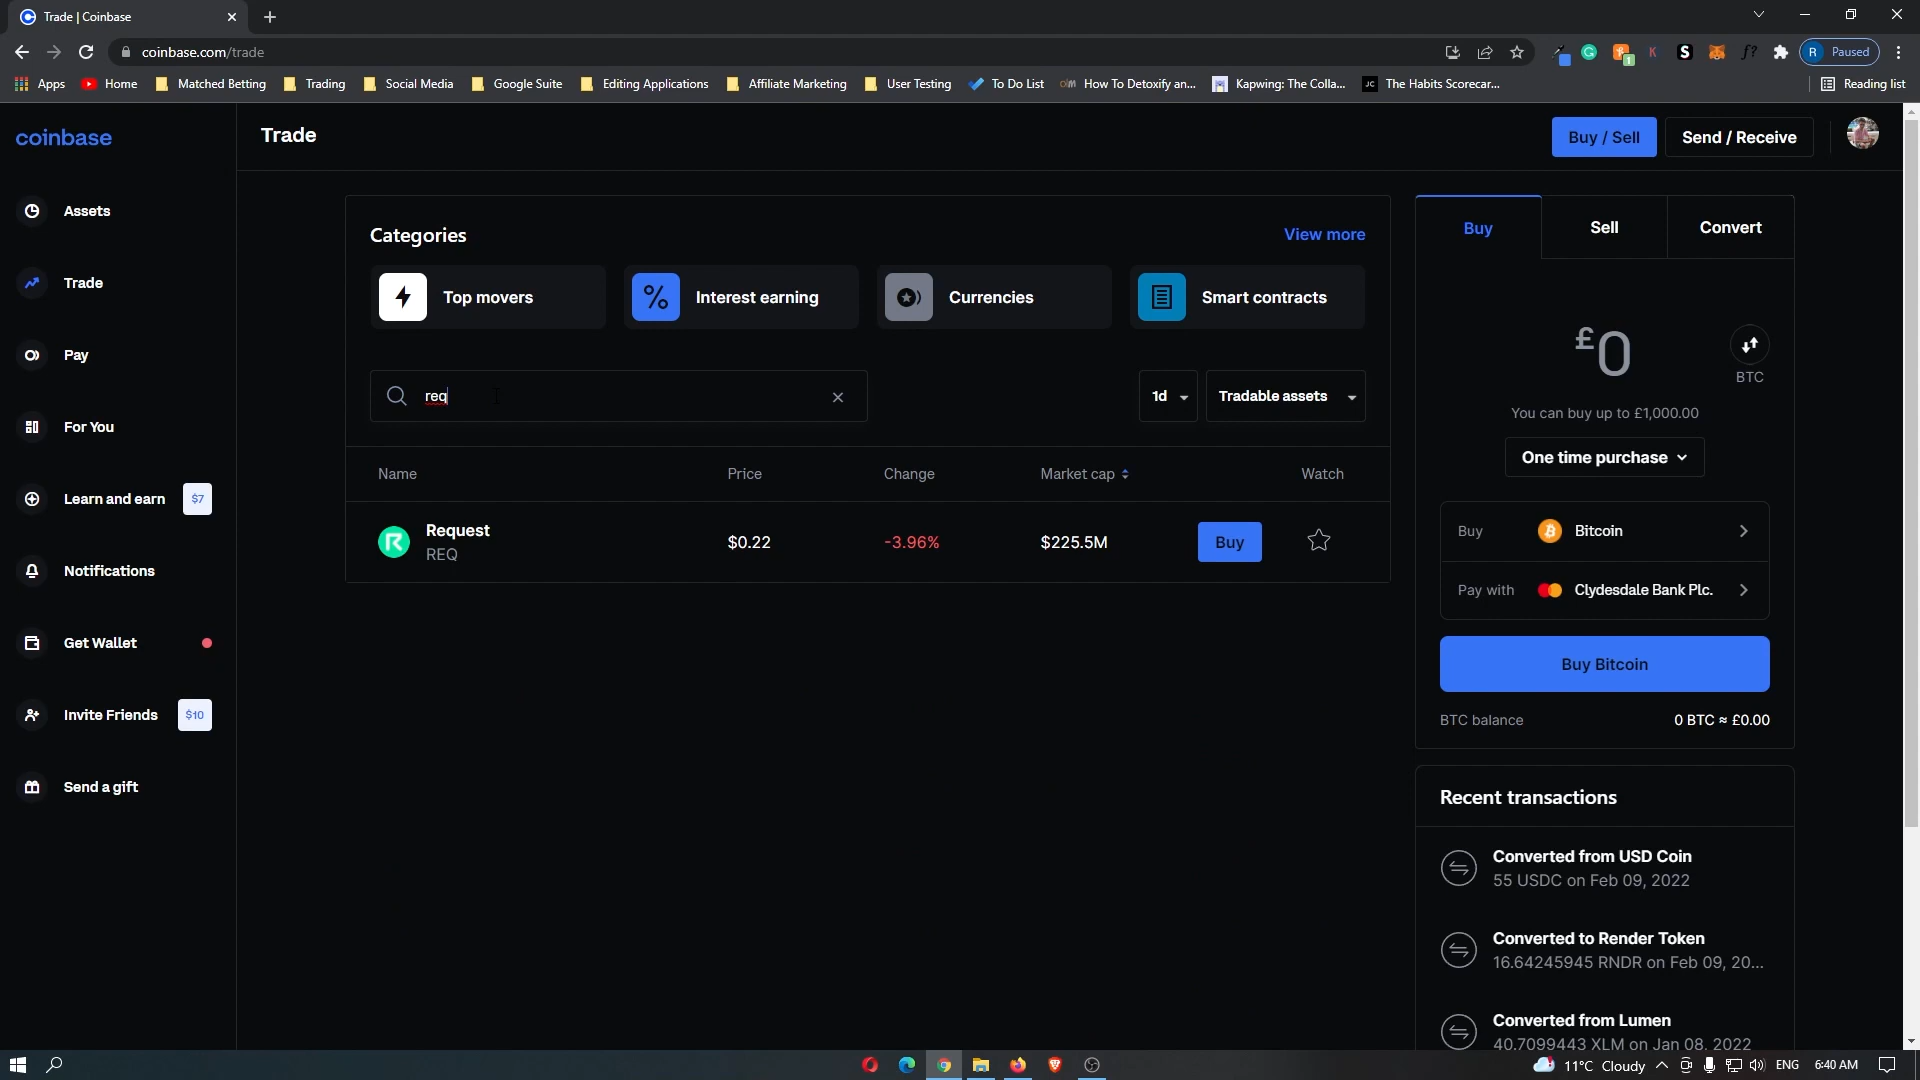 Trade | Coinbase
coinbase.com/trade
R Paused
Apps Home Matched Betting Trading Social Media Google Suite Editing Applications Affiliate Marketing User Testing To Do List How To Detoxify an... Kapwing: The Colla... The Habits Scorecar... Reading list
coinbase
Trade
Buy / Sell
Send / Receive
Assets
Trade
Pay
For You
Learn and earn $7
Notifications
Get Wallet
Invite Friends $10
Send a gift
Categories
View more
Top movers
Interest earning
Currencies
Smart contracts
req
1d
Tradable assets
Name Price Change Market cap Watch
Request
REQ
$0.22 -3.96% $225.5M Buy
Buy Sell Convert
£0
BTC
You can buy up to £1,000.00
One time purchase
Buy Bitcoin
Pay with Clydesdale Bank Plc.
Buy Bitcoin
BTC balance 0 BTC ≈ £0.00
Recent transactions
Converted from USD Coin
55 USDC on Feb 09, 2022
Converted to Render Token
16.64245945 RNDR on Feb 09, 20...
Converted from Lumen
40.7099443 XLM on Jan 08, 2022
11°C Cloudy ENG 6:40 AM